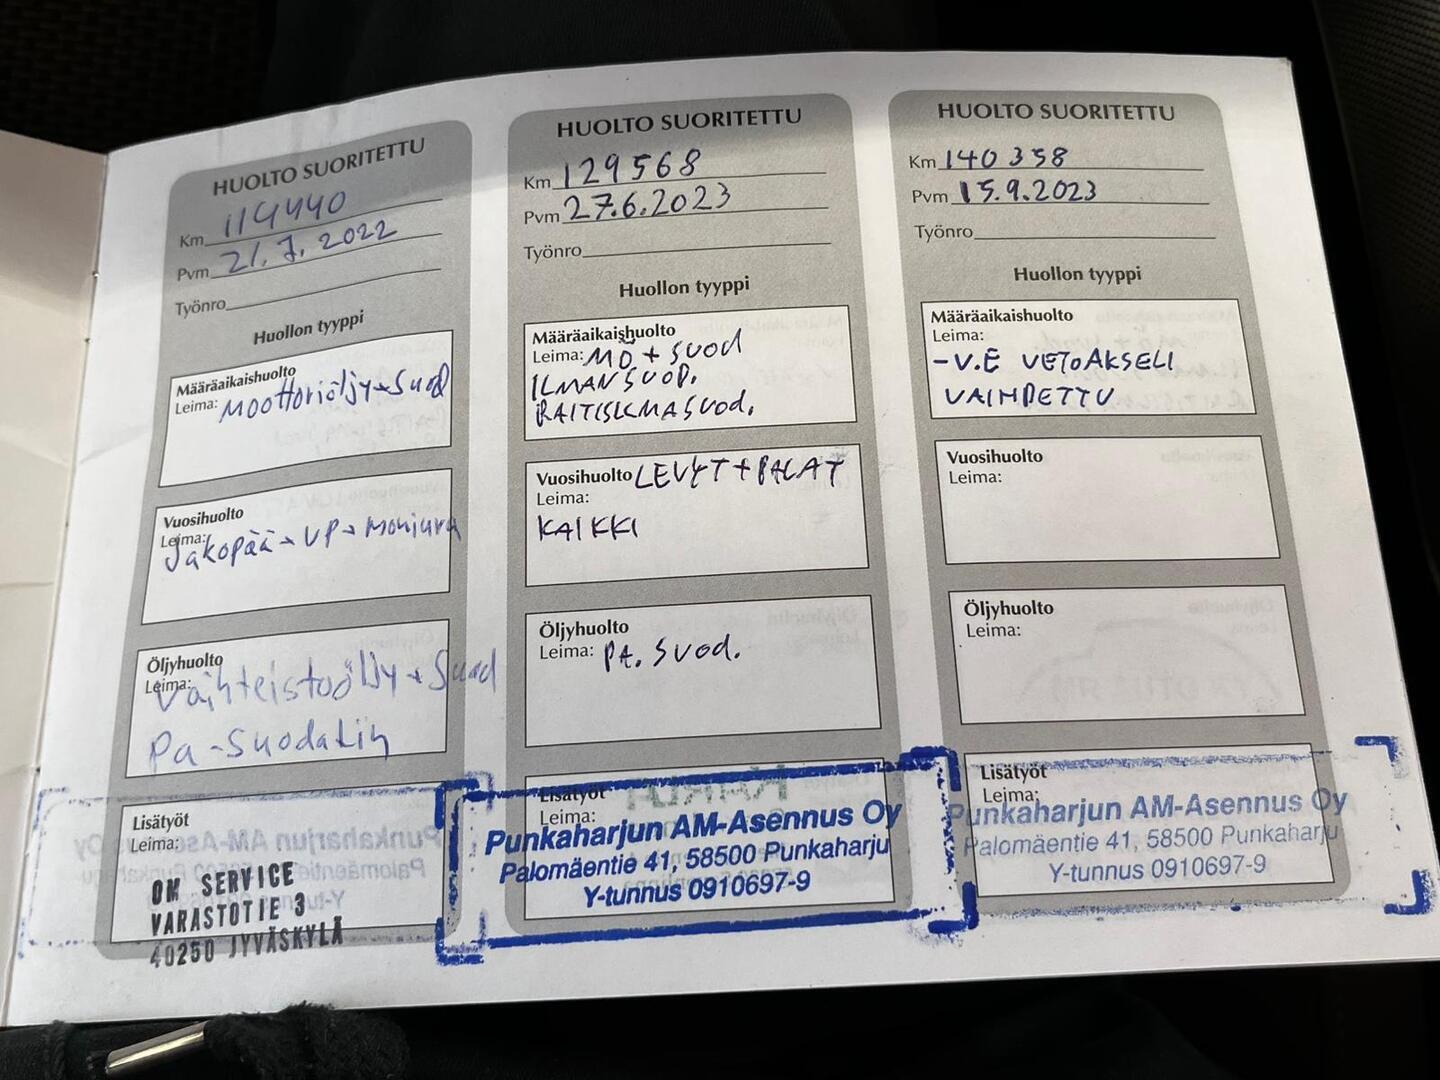 HUOLTO SUORITETTU
Km 119440
Pvm 21.7.2022
Työnro
Huollon tyyppi
Määräaikaishuolto
Leima: Moottoriöljy+Suod
Vuosihuolto
Leima:
Jakopää+VP+Moniura
Öljyhuolto
Leima:
Vaihteistoöljy+Suod
Pa-Suodatin
Lisätyöt
Leima:
OM SERVICE
VARASTOTIE 3
40250 JYVÄSKYLÄ
HUOLTO SUORITETTU
Km 129568
Pvm 27.6.2023
Työnro
Huollon tyyppi
Määräaikaishuolto
Leima: MÖ + SUOD
ILMANSUOD.
RAITISILMASUOD.
Vuosihuolto LEVYT + PALAT
Leima:
KAIKKI
Öljyhuolto
Leima: PA. SUOD.
Lisätyöt
Leima:
Punkaharjun AM-Asennus Oy
Palomäentie 41, 58500 Punkaharju
Y-tunnus 0910697-9
HUOLTO SUORITETTU
Km 140358
Pvm 15.9.2023
Työnro
Huollon tyyppi
Määräaikaishuolto
Leima:
-V.E VETOAKSELI
VAIHDETTU
Vuosihuolto
Leima:
Öljyhuolto
Leima:
Lisätyöt
Leima:
Punkaharjun AM-Asennus Oy
Palomäentie 41, 58500 Punkaharju
Y-tunnus 0910697-9